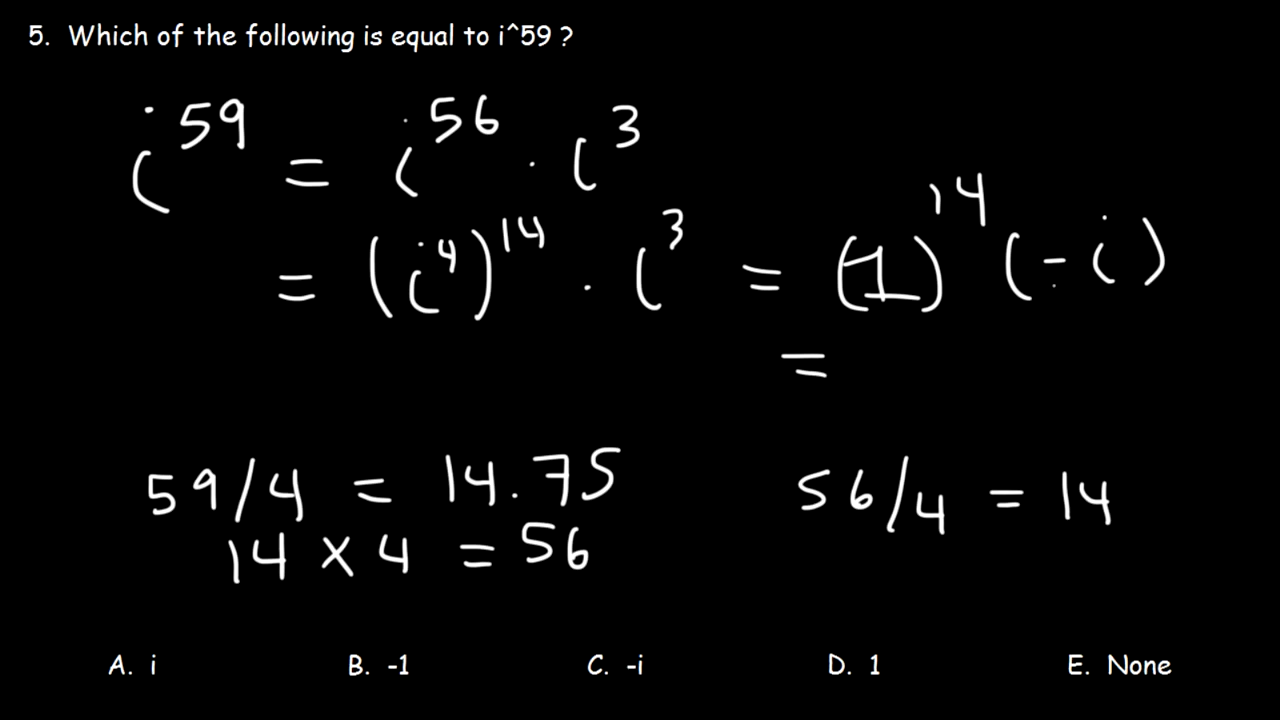 5. Which of the following is equal to i^59 ?
i^59 = i^56 · i^3
= (i^4)^14 · i^3 = (1)^14 (-i)
=
59/4 = 14.75 56/4 = 14
14 × 4 = 56
A. i B. -1 C. -i D. 1 E. None